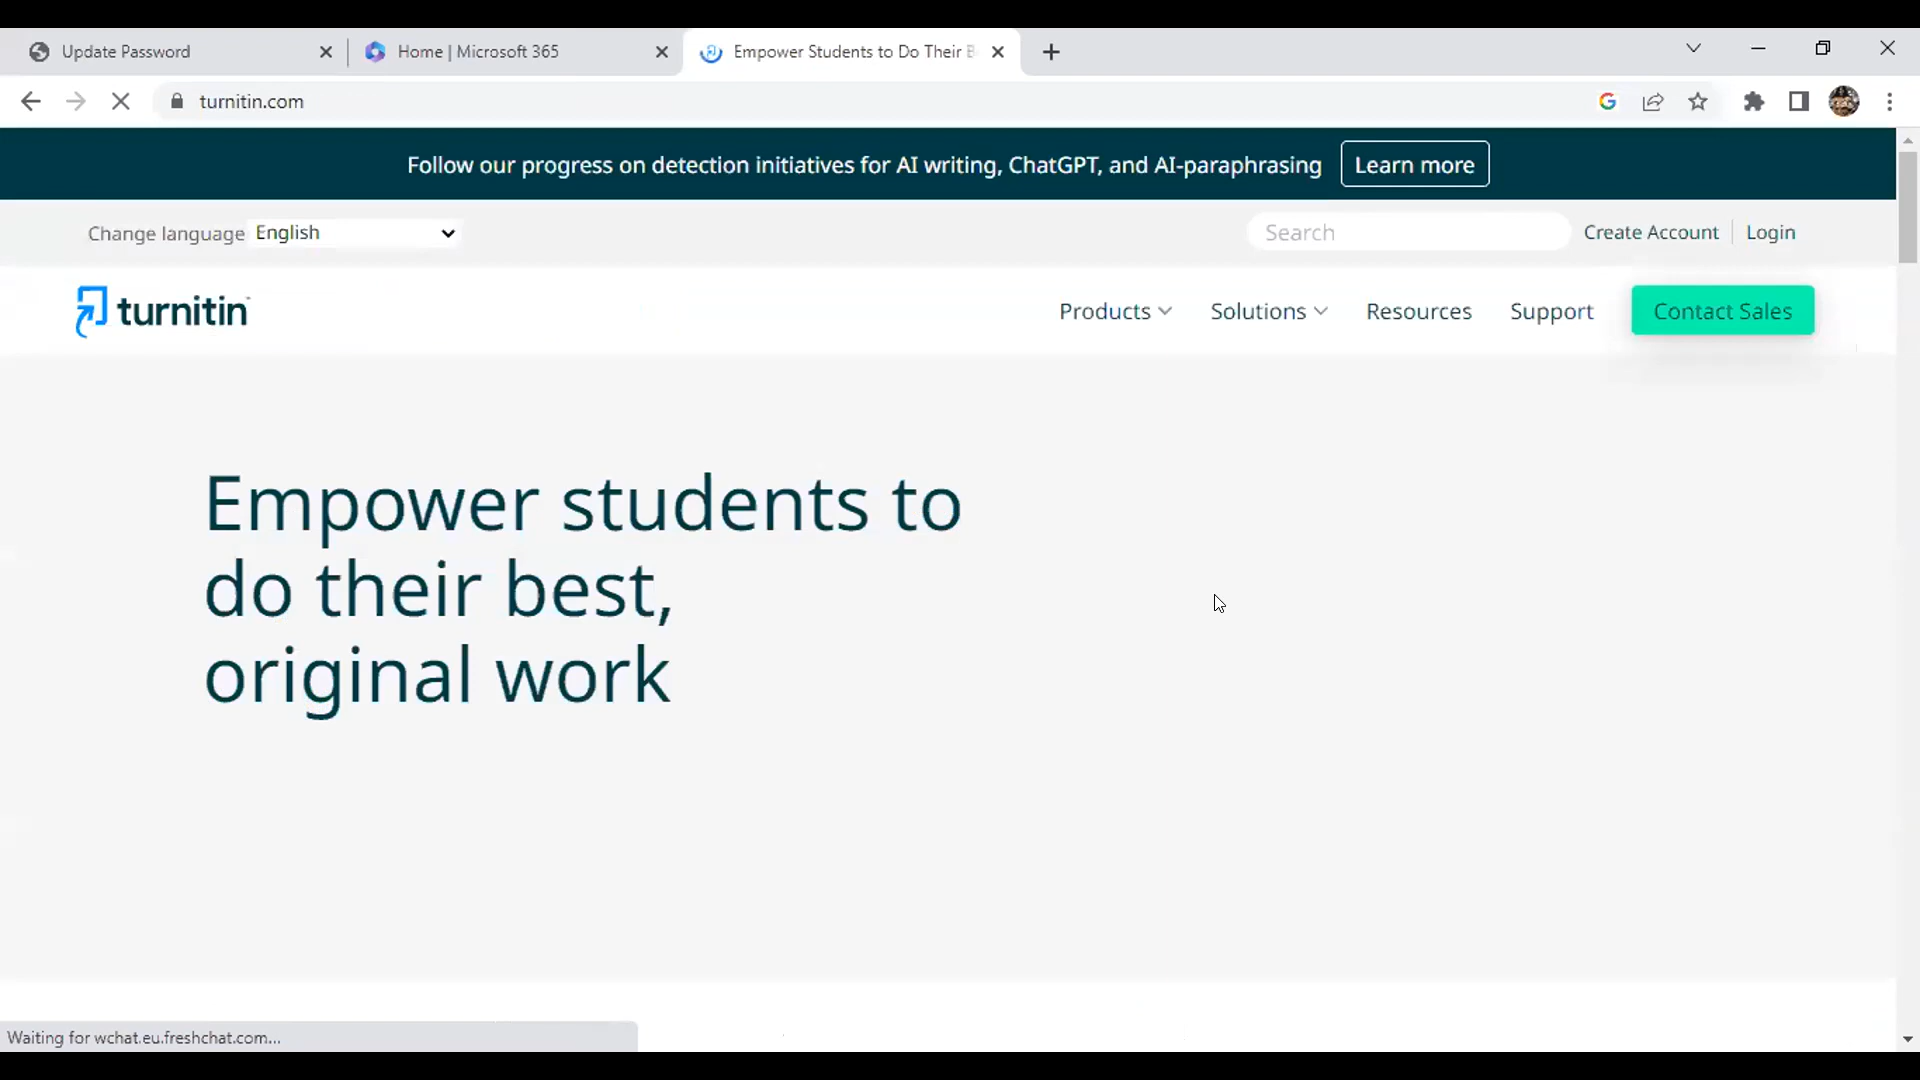 Update Password
Home | Microsoft 365
Empower Students to Do Their B
turnitin.com
Follow our progress on detection initiatives for AI writing, ChatGPT, and AI-paraphrasing
Learn more
Change language
English
Search
Create Account
Login
turnitin
Products
Solutions
Resources
Support
Contact Sales
Empower students to
do their best,
original work
Waiting for wchat.eu.freshchat.com...